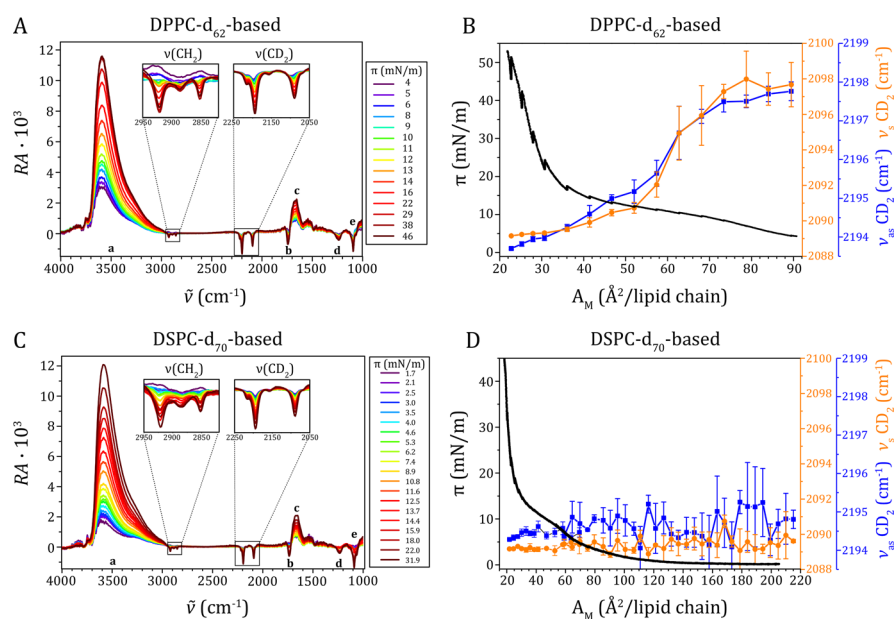 A
DPPC-d62-based
RA · 10³
12
10
8
6
4
2
0
ν(CH2)
2950 2900 2850
ν(CD2)
2250 2050
π (mN/m)
4
5
6
8
9
10
11
12
13
14
16
22
29
38
46
a
b
c
d
e
4000 3500 3000 2500 2000 1500 1000
ṽ (cm⁻¹)
B
DPPC-d62-based
π (mN/m)
50
40
30
20
10
0
20 30 40 50 60 70 80 90
A_M (Å²/lipid chain)
2100
2098
2096
2094
2092
2090
2088
νs CD2 (cm⁻¹)
2199
2198
2197
2196
2195
2194
νas CD2 (cm⁻¹)
C
DSPC-d70-based
RA · 10³
12
10
8
6
4
2
0
ν(CH2)
2950 2900 2850
ν(CD2)
2250 2050
π (mN/m)
1.7
2.1
2.5
3.0
3.5
4.0
4.6
5.3
6.2
7.4
8.9
10.8
11.6
12.5
13.7
14.4
15.9
18.0
22.0
31.9
a
b
c
d
e
4000 3500 3000 2500 2000 1500 1000
ṽ (cm⁻¹)
D
DSPC-d70-based
π (mN/m)
40
30
20
10
0
20 40 60 80 100 120 140 160 180 200 220
A_M (Å²/lipid chain)
2100
2098
2096
2094
2092
2090
2088
νs CD2 (cm⁻¹)
2199
2198
2197
2196
2195
2194
νas CD2 (cm⁻¹)